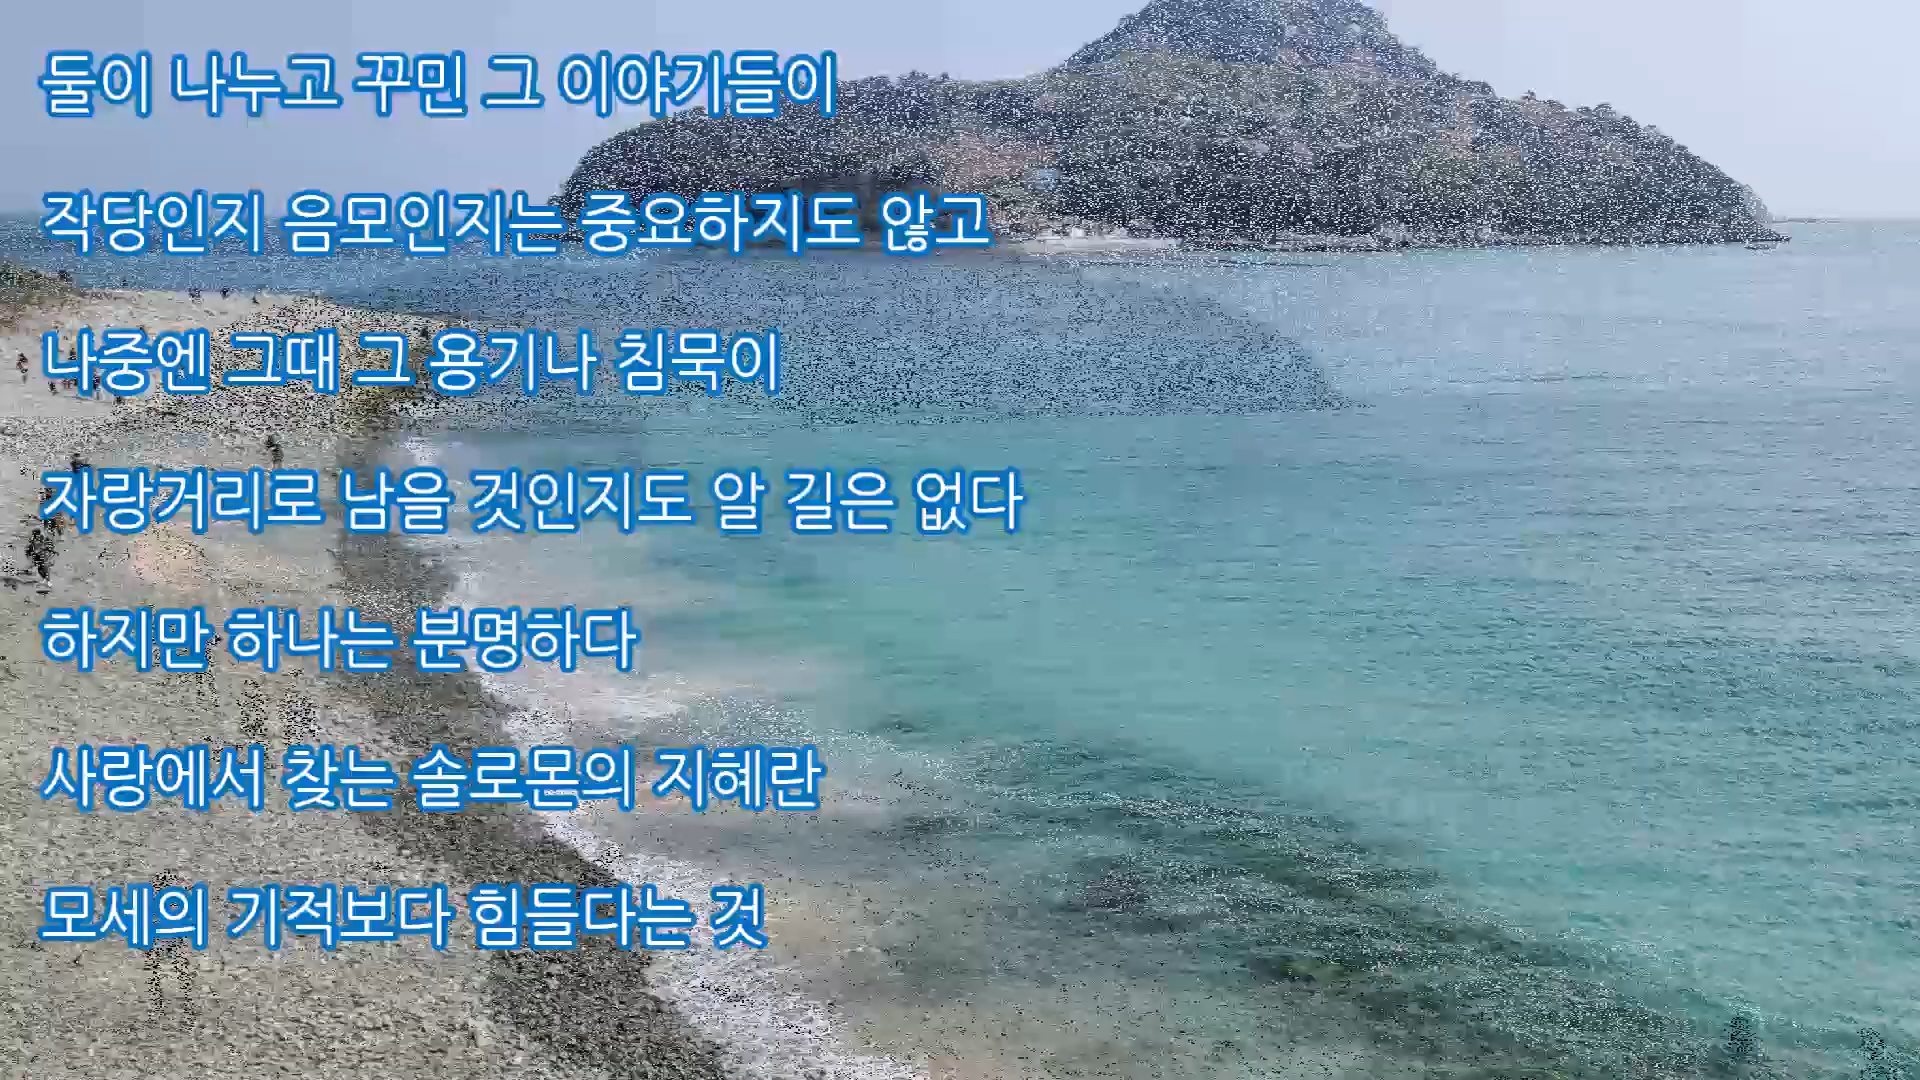 둘이 나누고 꾸민 그 이야기들이
작당인지 음모인지는 중요하지도 않고
나중엔 그때 그 용기나 침묵이
자랑거리로 남을 것인지도 알 길은 없다
하지만 하나는 분명하다
사랑에서 찾는 솔로몬의 지혜란
모세의 기적보다 힘들다는 것